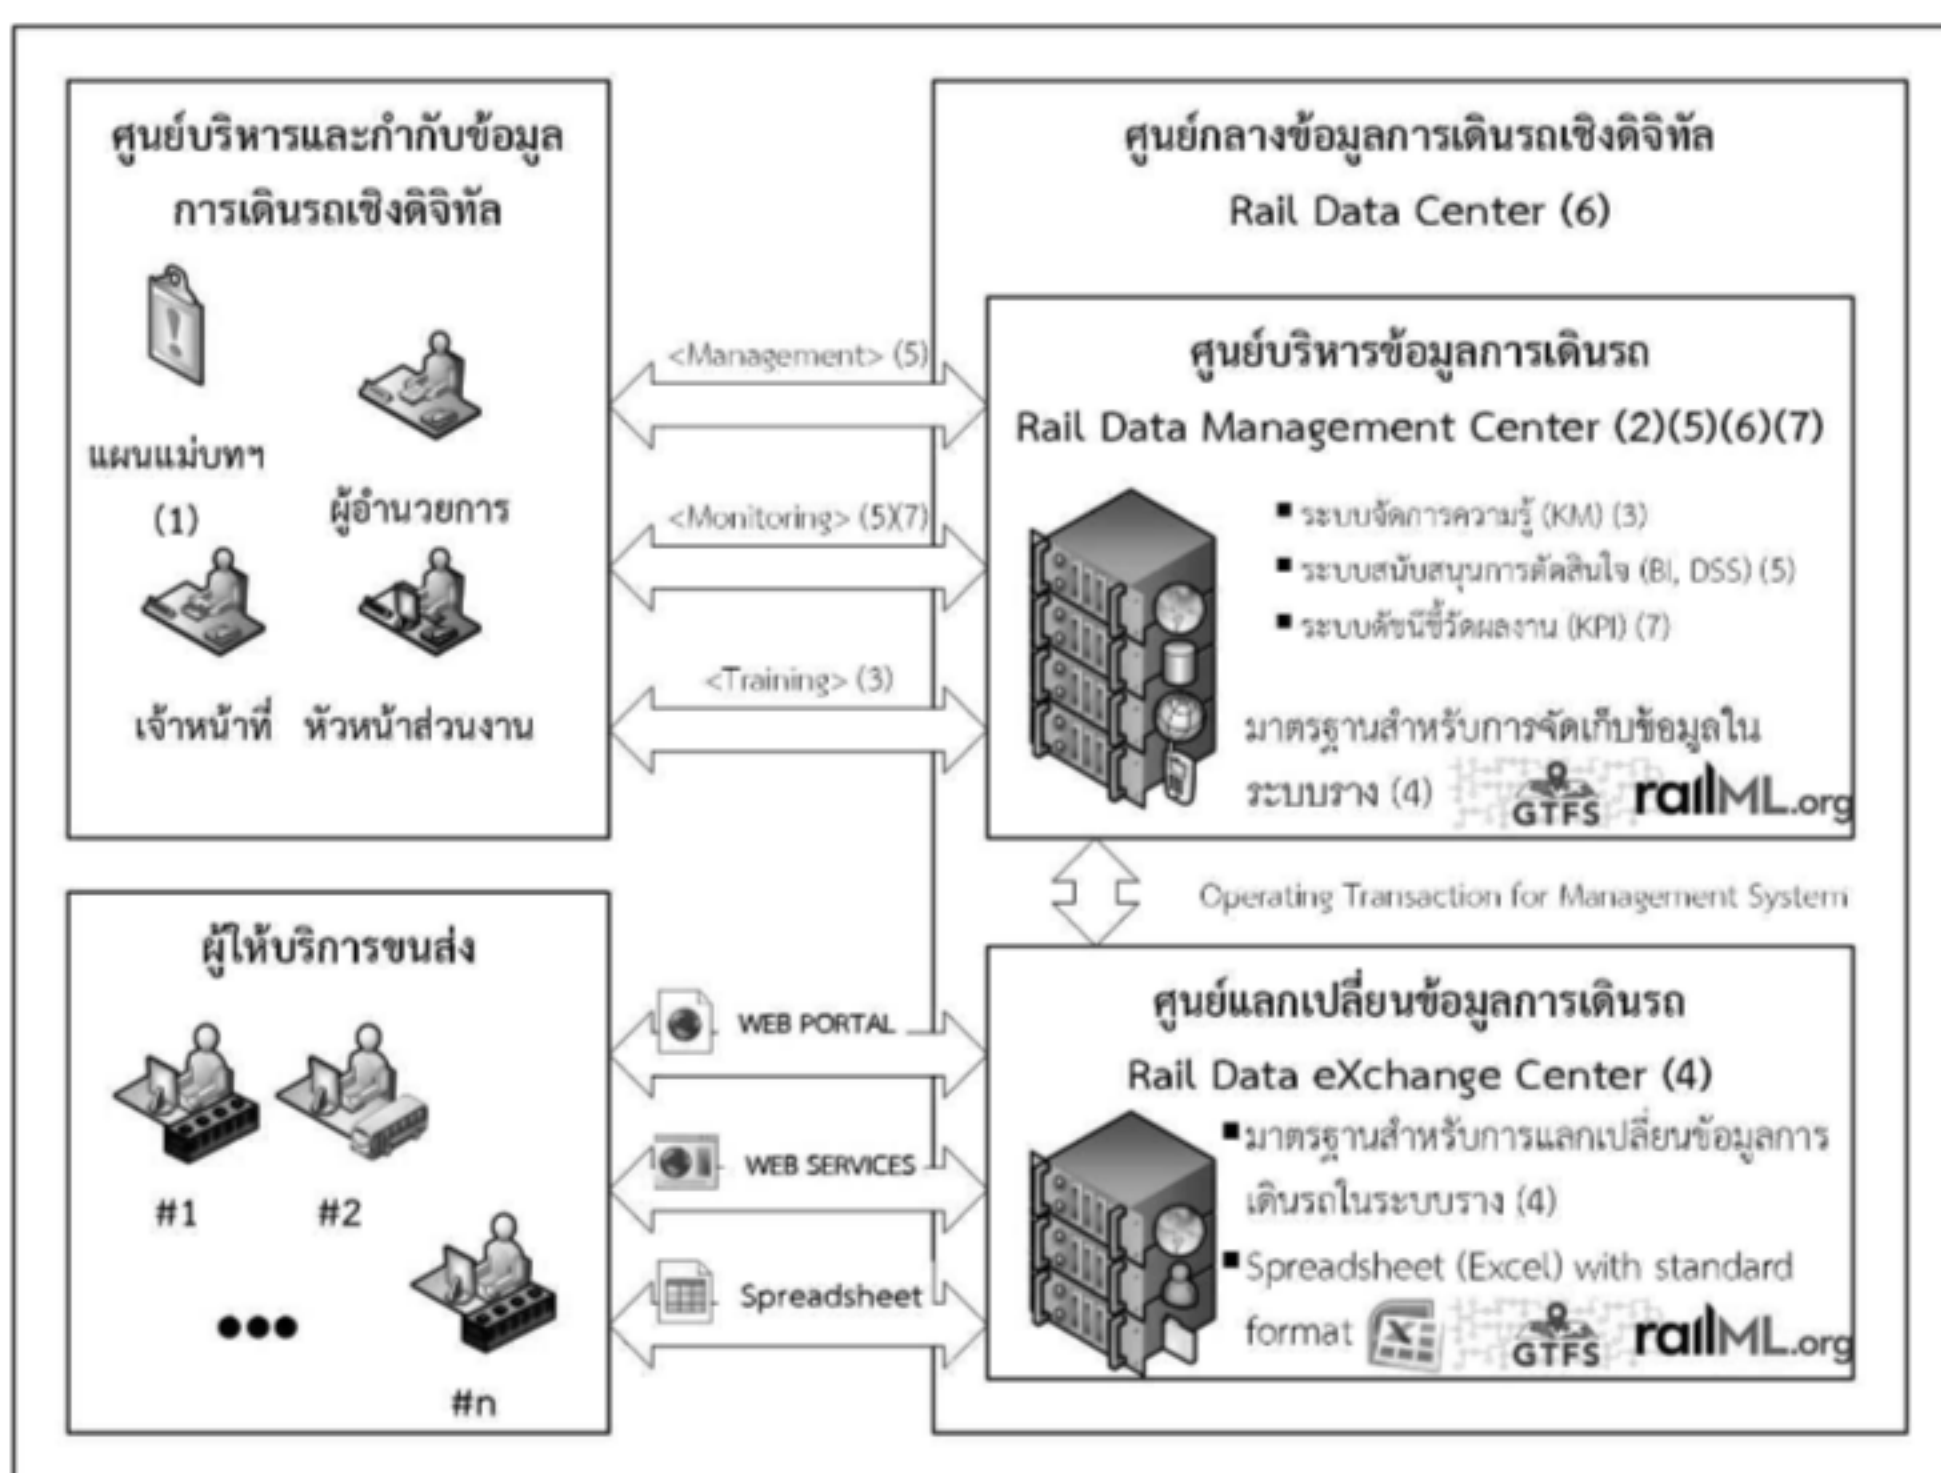 ศูนย์บริหารและกำกับข้อมูล
การเดินรถเชิงดิจิทัล
แผนแม่บทฯ
(1)
ผู้อำนวยการ
เจ้าหน้าที่
หัวหน้าส่วนงาน
<Management> (5)
<Monitoring> (5)(7)
<Training> (3)
ศูนย์กลางข้อมูลการเดินรถเชิงดิจิทัล
Rail Data Center (6)
ศูนย์บริหารข้อมูลการเดินรถ
Rail Data Management Center (2)(5)(6)(7)
▪ ระบบจัดการความรู้ (KM) (3)
▪ ระบบสนับสนุนการตัดสินใจ (BI, DSS) (5)
▪ ระบบดัชนีชี้วัดผลงาน (KPI) (7)
มาตรฐานสำหรับการจัดเก็บข้อมูลใน
ระบบราง (4) GTFS railML.org
Operating Transaction for Management System
ผู้ให้บริการขนส่ง
#1
#2
#n
WEB PORTAL
WEB SERVICES
Spreadsheet
ศูนย์แลกเปลี่ยนข้อมูลการเดินรถ
Rail Data eXchange Center (4)
▪ มาตรฐานสำหรับการแลกเปลี่ยนข้อมูลการ
เดินรถในระบบราง (4)
▪ Spreadsheet (Excel) with standard
format X GTFS railML.org